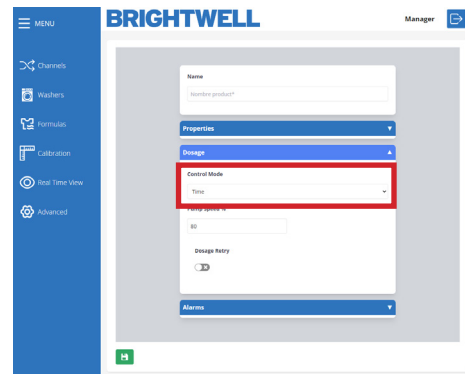 MENU
BRIGHTWELL
Manager
Channels
Washers
Formulas
Calibration
Real Time View
Advanced
Name
Nombre product*
Properties
Dosage
Control Mode
Time
Pump Speed %
80
Dosage Retry
Alarms